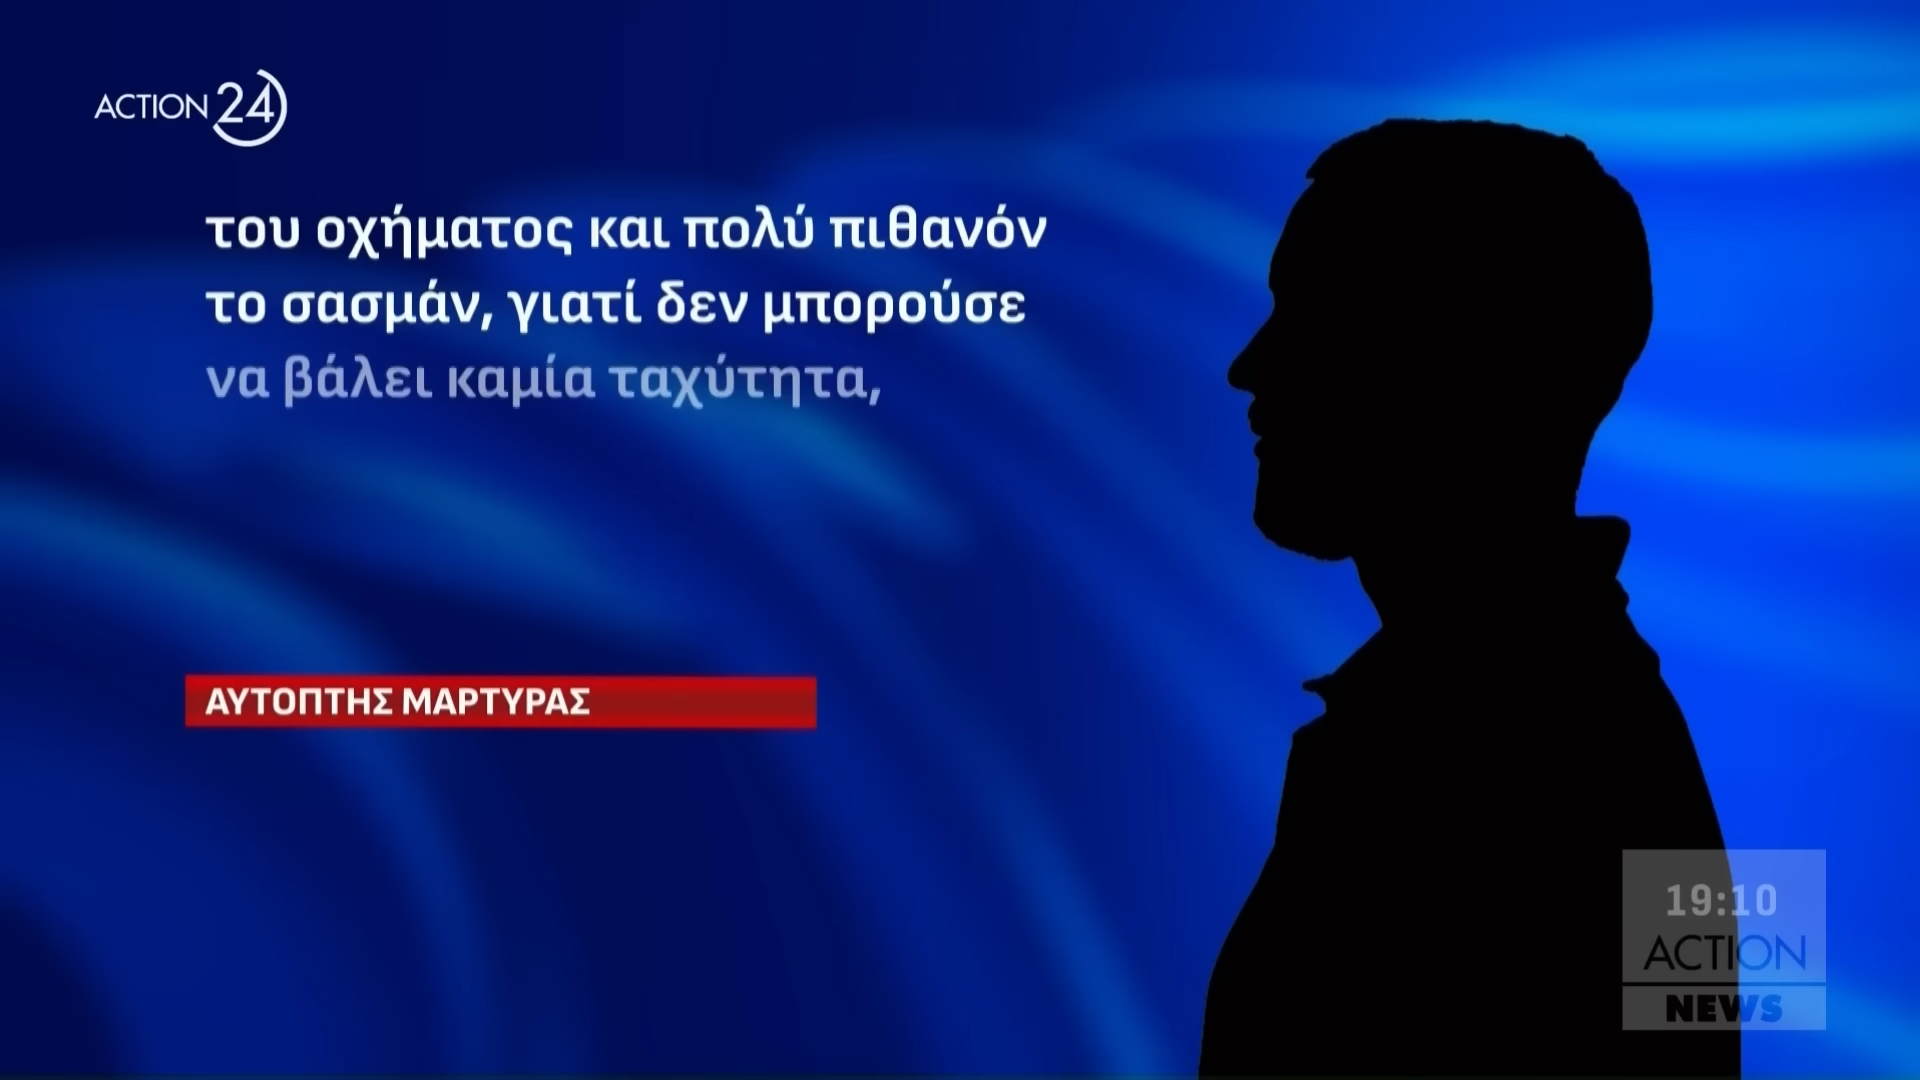 ACTION 24
του οχήματος και πολύ πιθανόν
το σασμάν, γιατί δεν μπορούσε
να βάλει καμία ταχύτητα,
ΑΥΤΟΠΤΗΣ ΜΑΡΤΥΡΑΣ
19:10
ACTION
NEWS